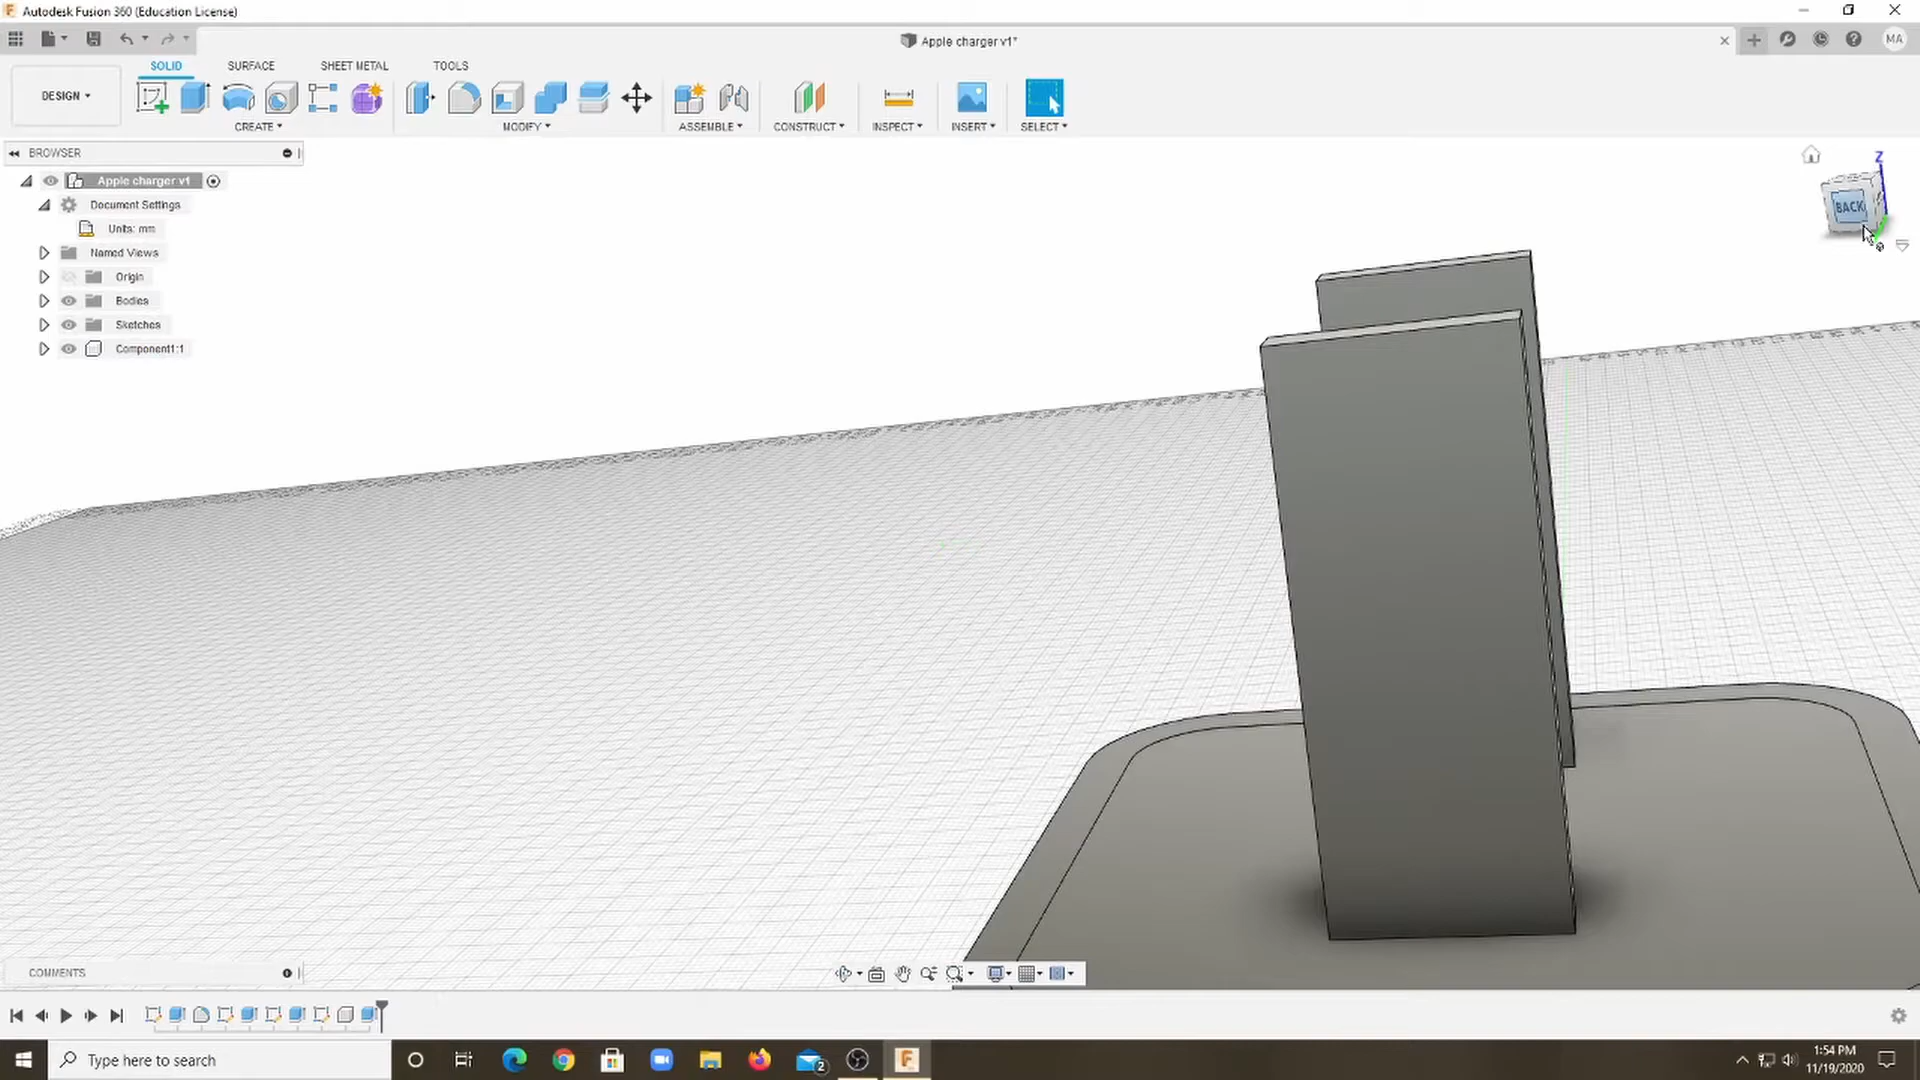 Autodesk Fusion 360 (Education License)
Apple charger v1*
MA
SOLID
SURFACE
SHEET METAL
TOOLS
DESIGN
CREATE
MODIFY
ASSEMBLE
CONSTRUCT
INSPECT
INSERT
SELECT
BROWSER
Apple charger v1
Document Settings
Units: mm
Named Views
Origin
Bodies
Sketches
Component1:1
Z
BACK
COMMENTS
Type here to search
2
1:54 PM
11/19/2020